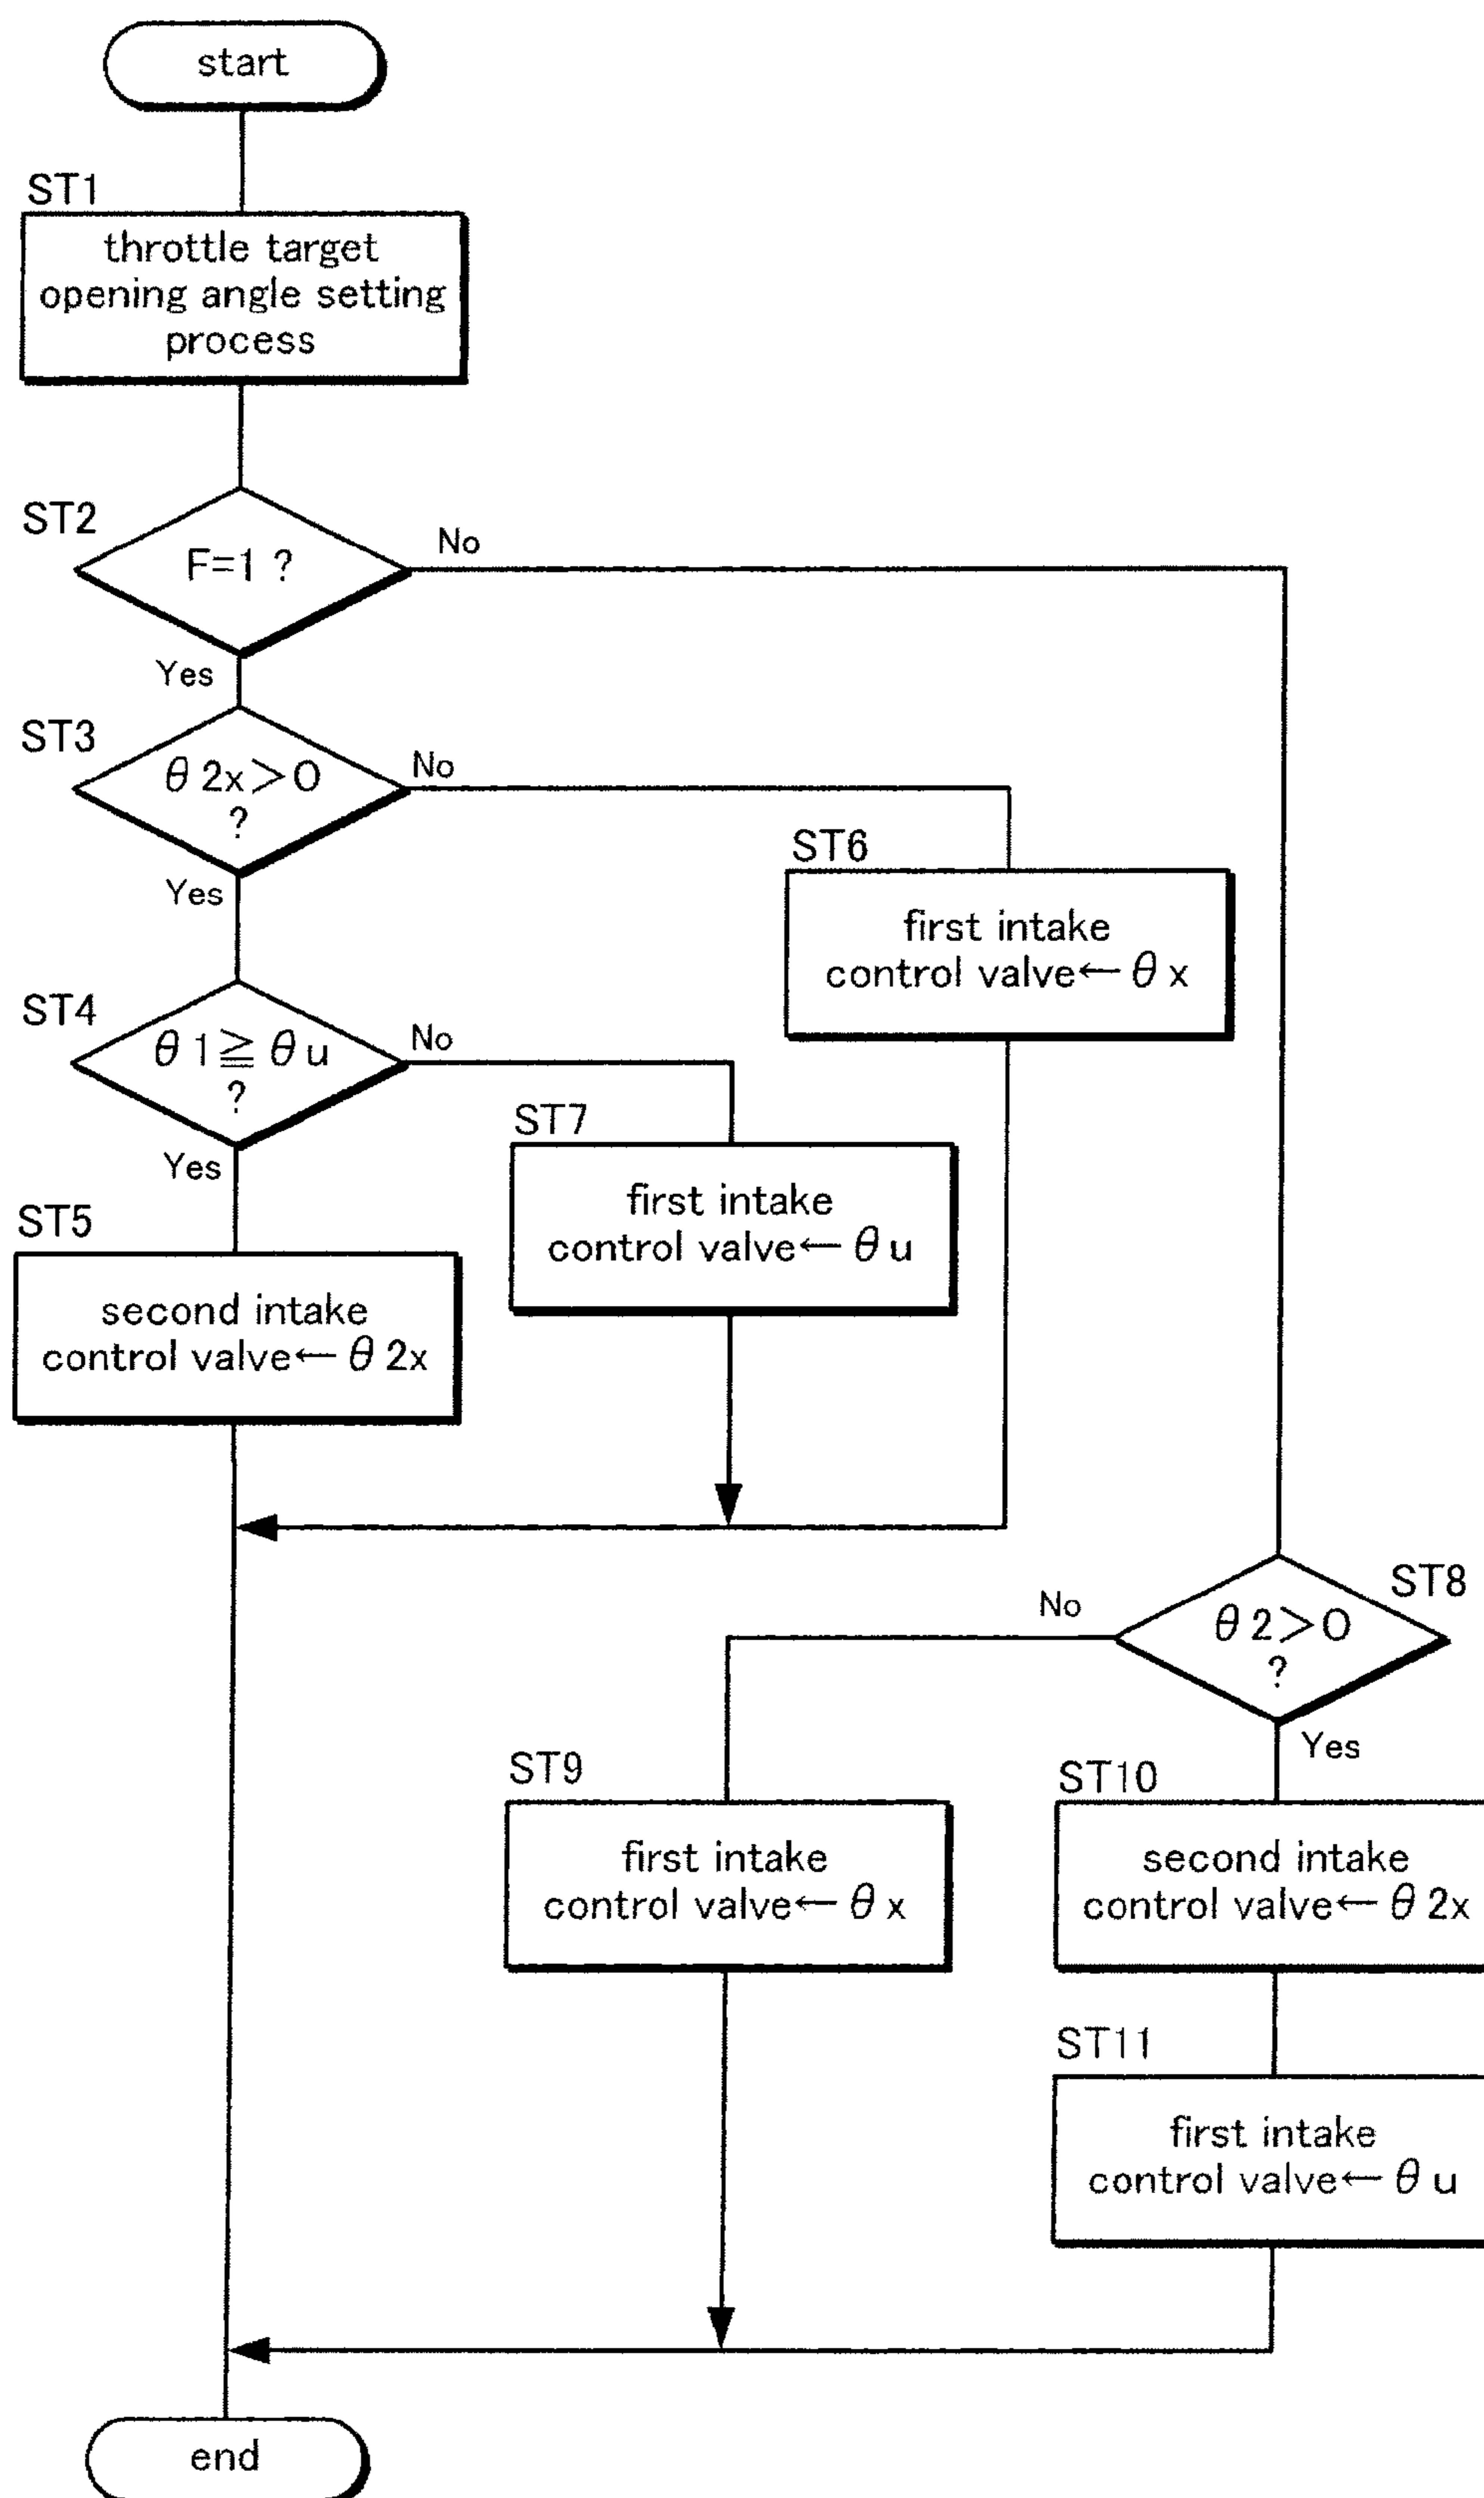 start
ST1
throttle target
opening angle setting
process
ST2
F=1 ?
No
Yes
ST3
θ 2x>0
?
No
Yes
ST6
first intake
control valve← θ x
ST4
θ 1≧ θ u
?
No
Yes
ST7
first intake
control valve← θ u
ST5
second intake
control valve← θ 2x
ST8
θ 2>0
?
No
Yes
ST9
first intake
control valve← θ x
ST10
second intake
control valve← θ 2x
ST11
first intake
control valve← θ u
end